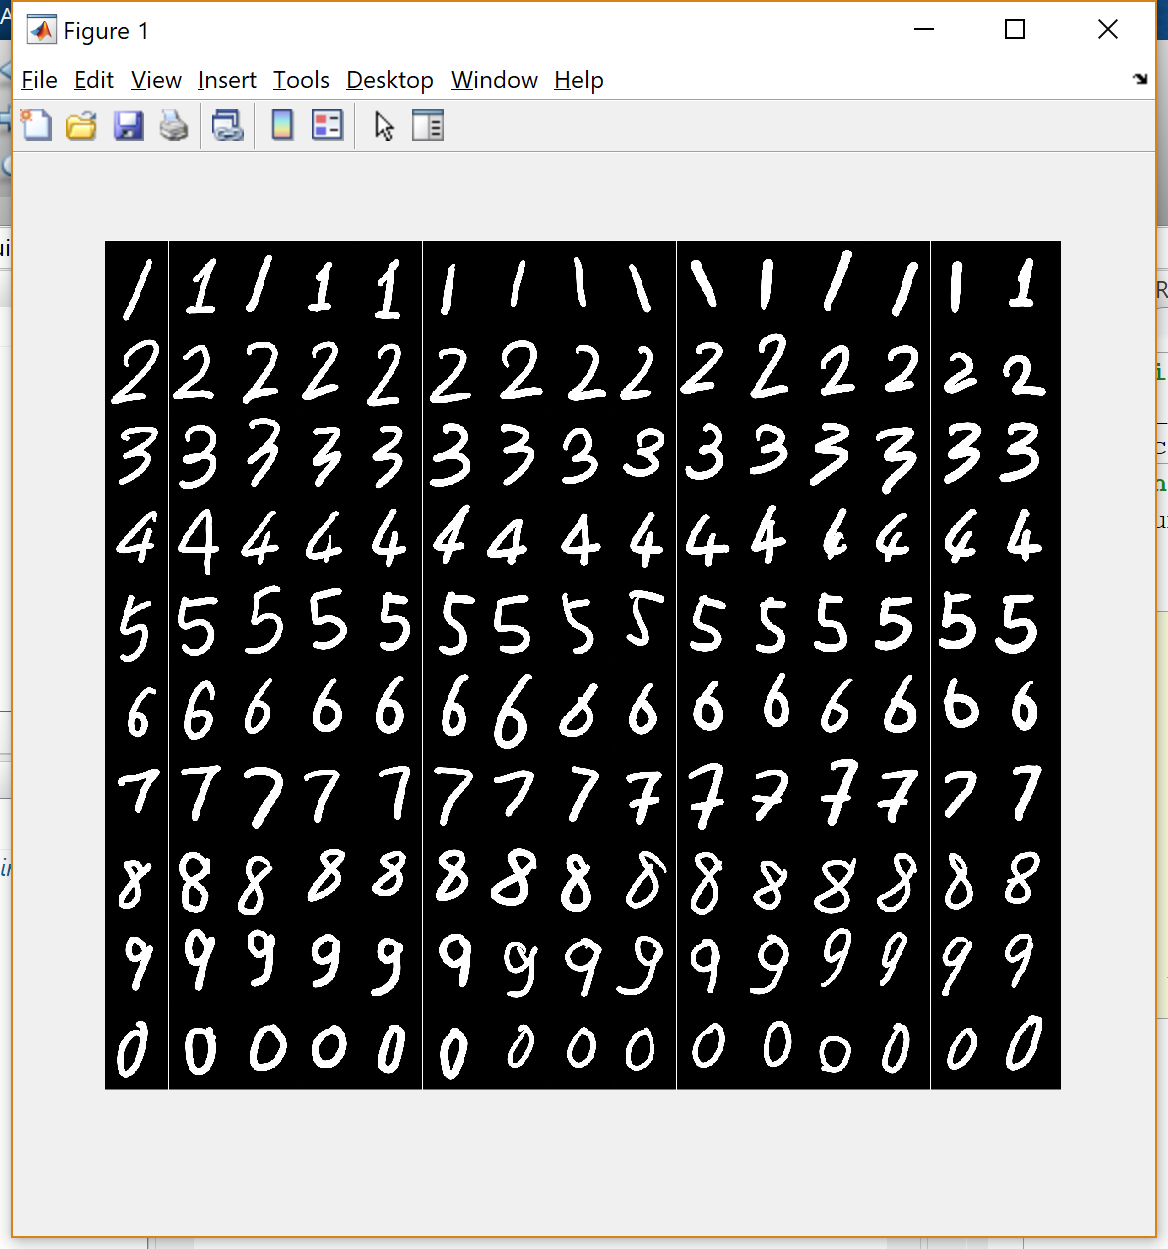 Figure 1
File Edit View Insert Tools Desktop Window Help
1 1 1 1 1 1 1 1 1 1 1 1 1 1 1
2 2 2 2 2 2 2 2 2 2 2 2 2 2 2
3 3 3 3 3 3 3 3 3 3 3 3 3 3 3
4 4 4 4 4 4 4 4 4 4 4 4 4 4 4
5 5 5 5 5 5 5 5 5 5 5 5 5 5 5
6 6 6 6 6 6 6 6 6 6 6 6 6 6 6
7 7 7 7 7 7 7 7 7 7 7 7 7 7 7
8 8 8 8 8 8 8 8 8 8 8 8 8 8 8
9 9 9 9 9 9 9 9 9 9 9 9 9 9 9
0 0 0 0 0 0 0 0 0 0 0 0 0 0 0